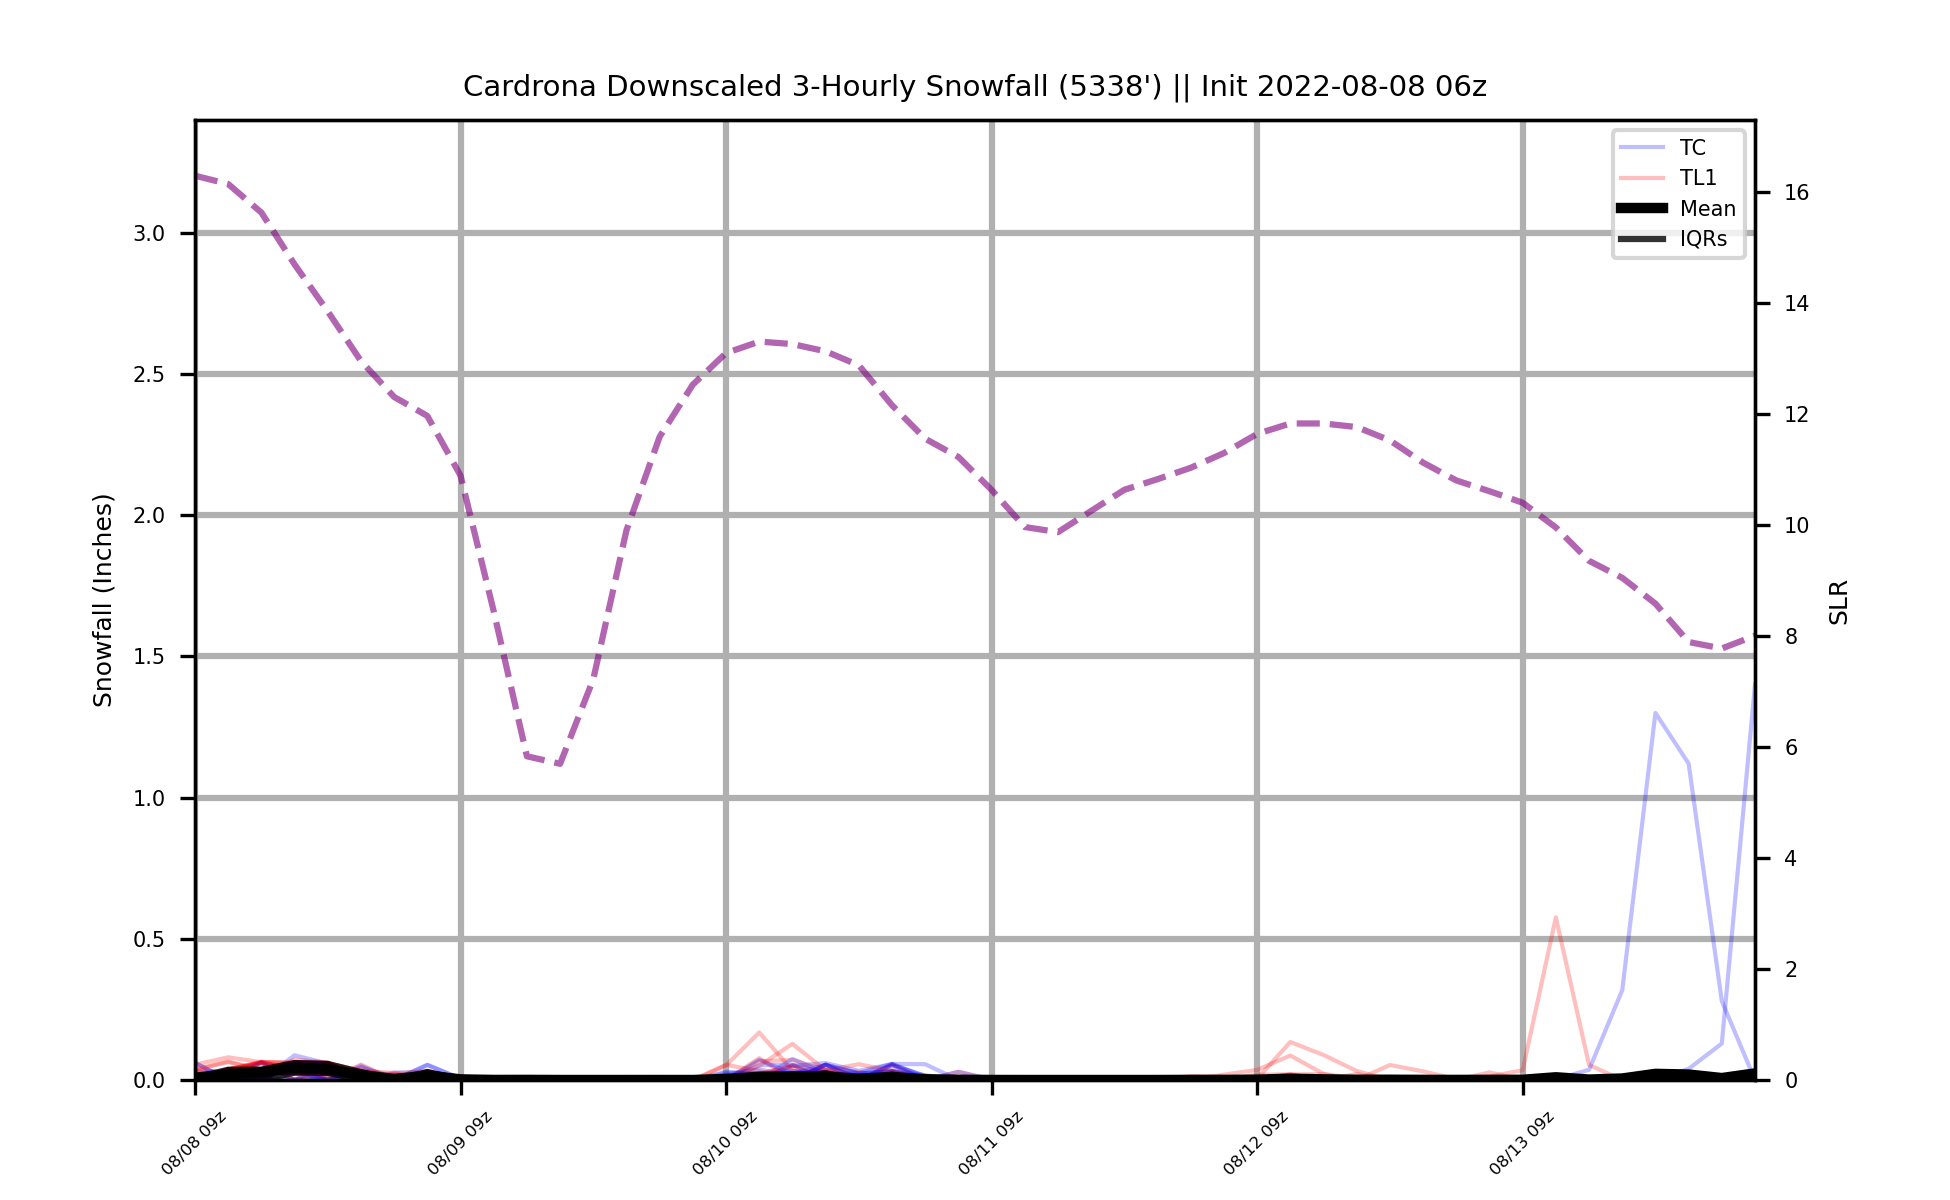 Cardrona Downscaled 3-Hourly Snowfall (5338') || Init 2022-08-08 06z
TC
TL1
Mean
IQRs
Snowfall (Inches)
3.0
2.5
2.0
1.5
1.0
0.5
0.0
16
14
12
10
8
6
4
2
0
SLR
08/08 09z
08/09 09z
08/10 09z
08/11 09z
08/12 09z
08/13 09z